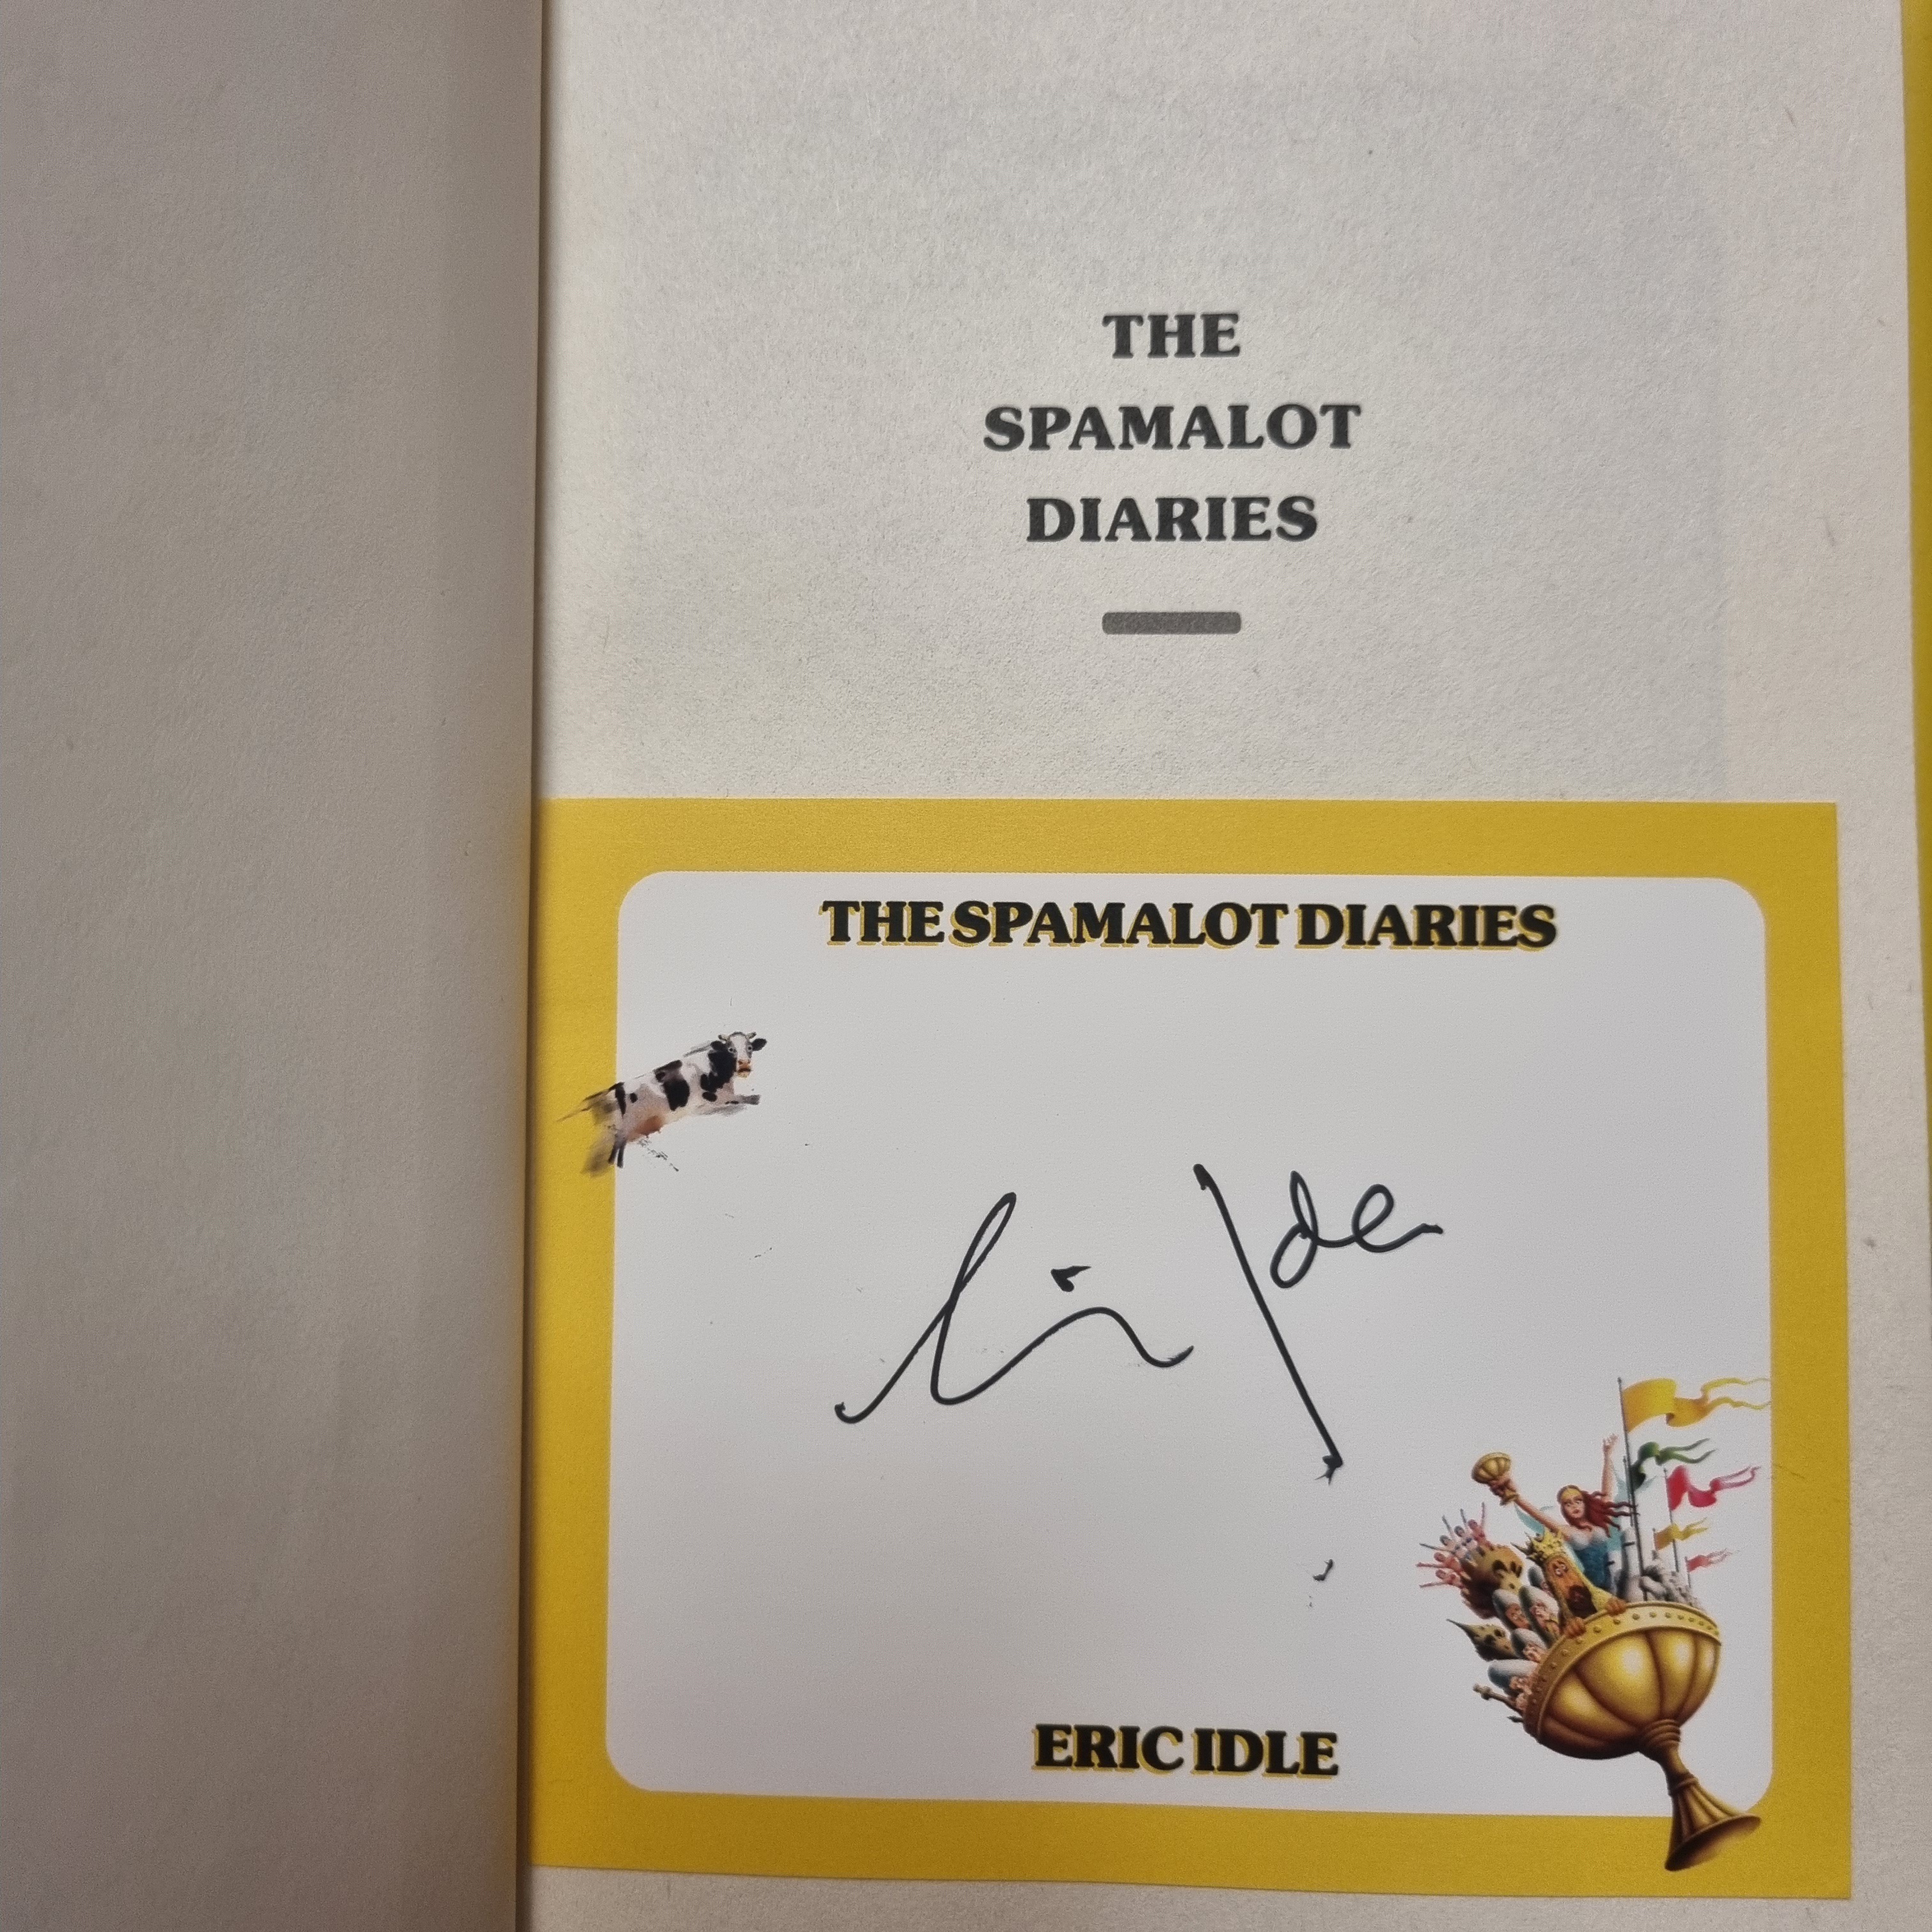 THE
SPAMALOT
DIARIES
THE SPAMALOT DIARIES
ERIC IDLE